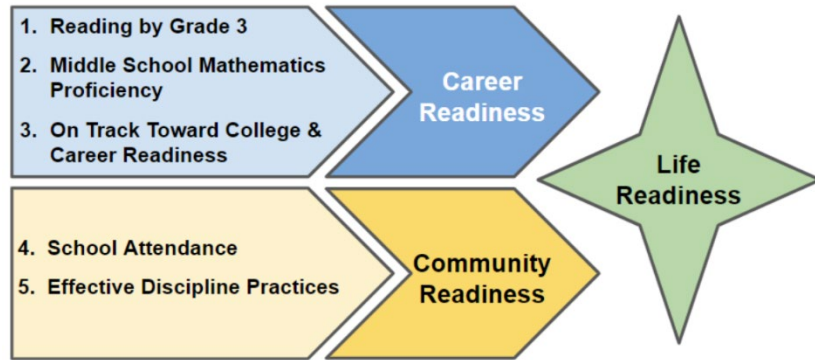 1. Reading by Grade 3
2. Middle School Mathematics
Proficiency
3. On Track Toward College &
Career Readiness
Career
Readiness
4. School Attendance
5. Effective Discipline Practices
Community
Readiness
Life
Readiness